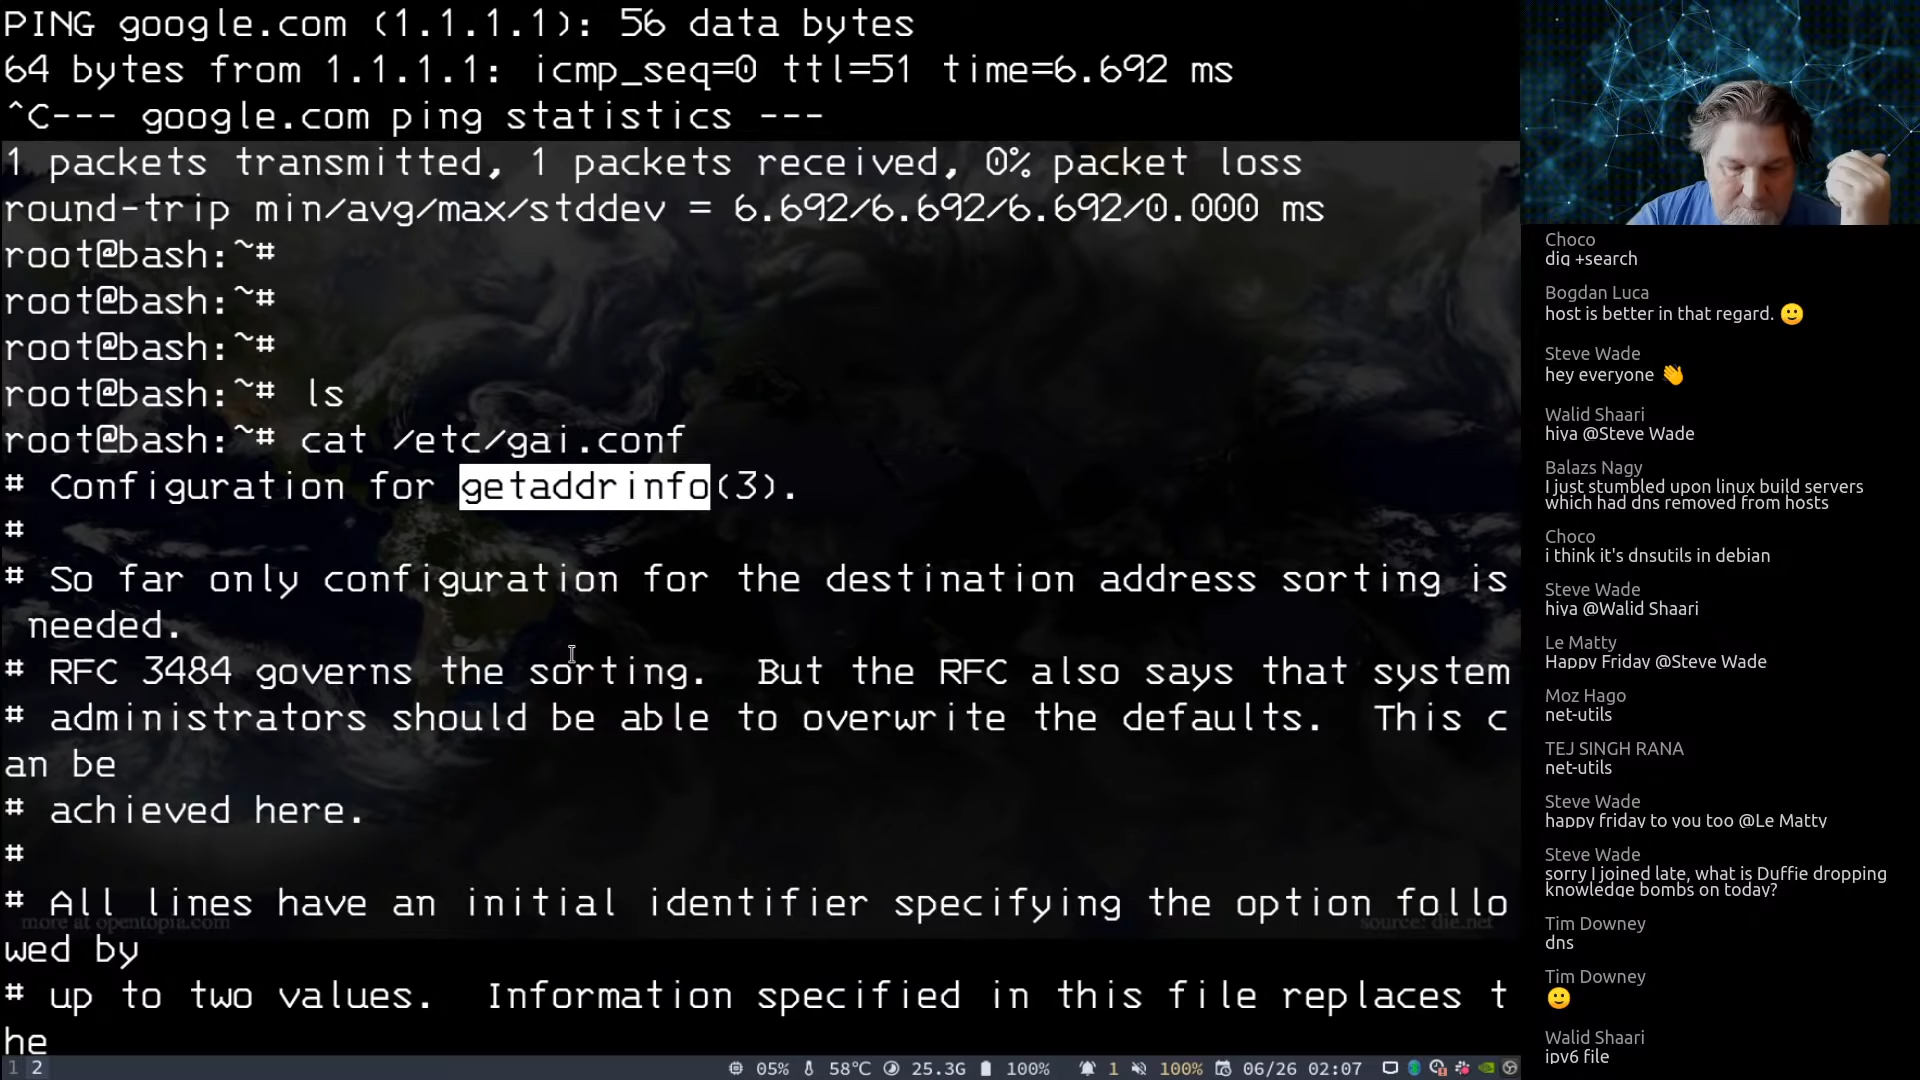 PING google.com (1.1.1.1): 56 data bytes
64 bytes from 1.1.1.1: icmp_seq=0 ttl=51 time=6.692 ms
^C--- google.com ping statistics ---
1 packets transmitted, 1 packets received, 0% packet loss
round-trip min/avg/max/stddev = 6.692/6.692/6.692/0.000 ms
root@bash:~#
root@bash:~#
root@bash:~#
root@bash:~# ls
root@bash:~# cat /etc/gai.conf
# Configuration for getaddrinfo(3).
#
# So far only configuration for the destination address sorting is
needed.
# RFC 3484 governs the sorting.  But the RFC also says that system
# administrators should be able to overwrite the defaults.  This c
an be
# achieved here.
#
# All lines have an initial identifier specifying the option follo
more at opentopia.com
source: die.net
wed by
# up to two values.  Information specified in this file replaces t
he
1 2
05% 58°C 25.3G 100% 1 100% 06/26 02:07
Choco
dig +search
Bogdan Luca
host is better in that regard. 🙂
Steve Wade
hey everyone 👋
Walid Shaari
hiya @Steve Wade
Balazs Nagy
I just stumbled upon linux build servers
which had dns removed from hosts
Choco
i think it's dnsutils in debian
Steve Wade
hiya @Walid Shaari
Le Matty
Happy Friday @Steve Wade
Moz Hago
net-utils
TEJ SINGH RANA
net-utils
Steve Wade
happy friday to you too @Le Matty
Steve Wade
sorry I joined late, what is Duffie dropping
knowledge bombs on today?
Tim Downey
dns
Tim Downey
🙂
Walid Shaari
ipv6 file